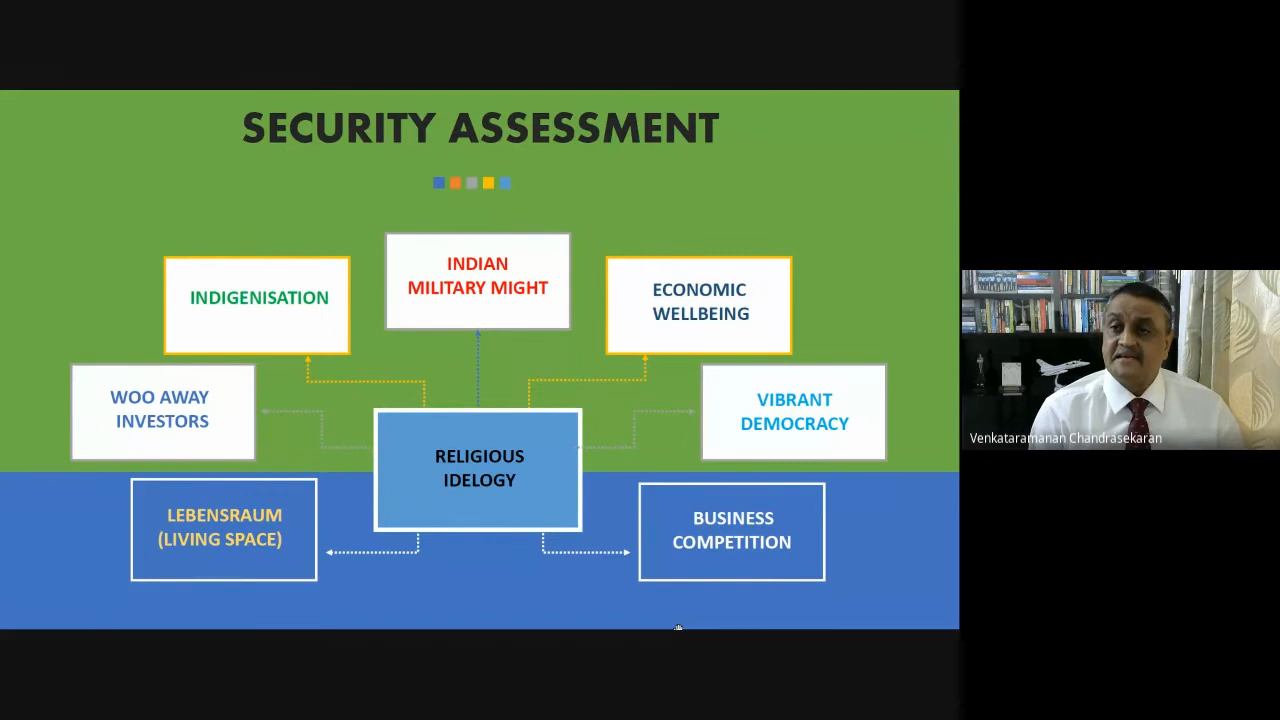 SECURITY ASSESSMENT
INDIAN
MILITARY MIGHT
INDIGENISATION
ECONOMIC
WELLBEING
WOO AWAY
INVESTORS
VIBRANT
DEMOCRACY
RELIGIOUS
IDELOGY
LEBENSRAUM
(LIVING SPACE)
BUSINESS
COMPETITION
Venkataramanan Chandrasekaran